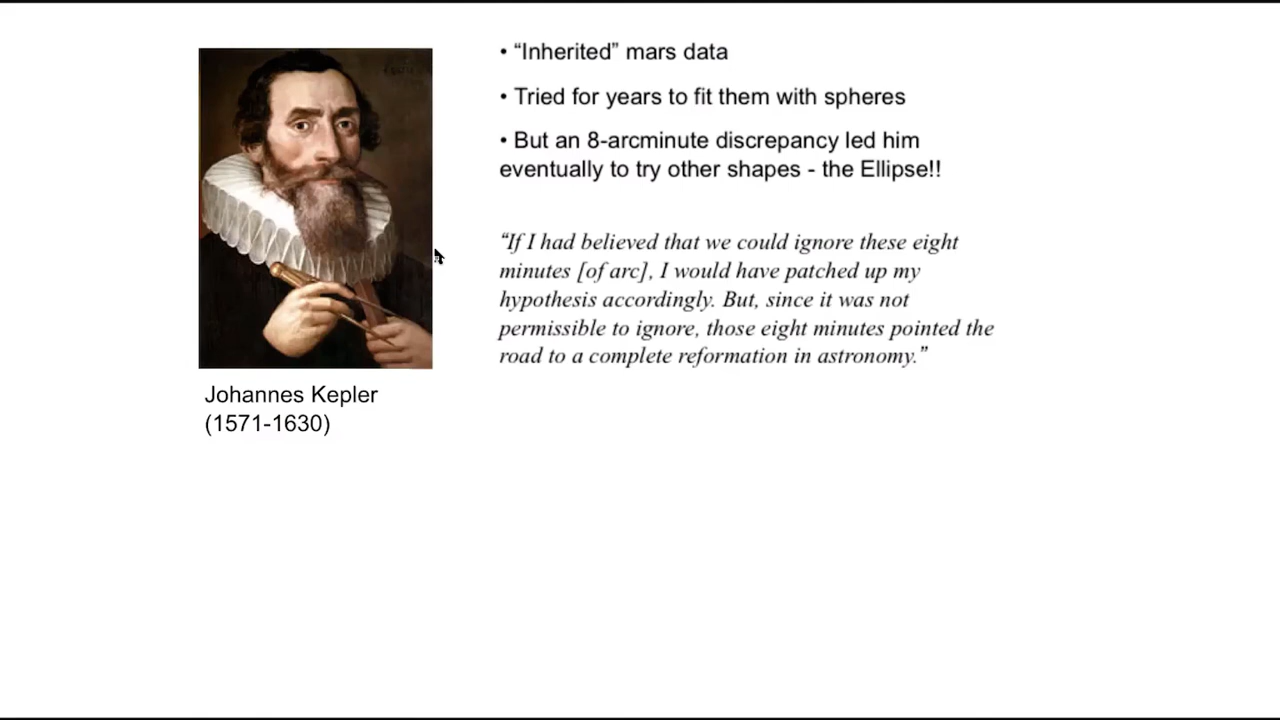 • “Inherited” mars data
• Tried for years to fit them with spheres
• But an 8-arcminute discrepancy led him
eventually to try other shapes - the Ellipse!!
“If I had believed that we could ignore these eight
minutes [of arc], I would have patched up my
hypothesis accordingly. But, since it was not
permissible to ignore, those eight minutes pointed the
road to a complete reformation in astronomy.”
Johannes Kepler
(1571-1630)